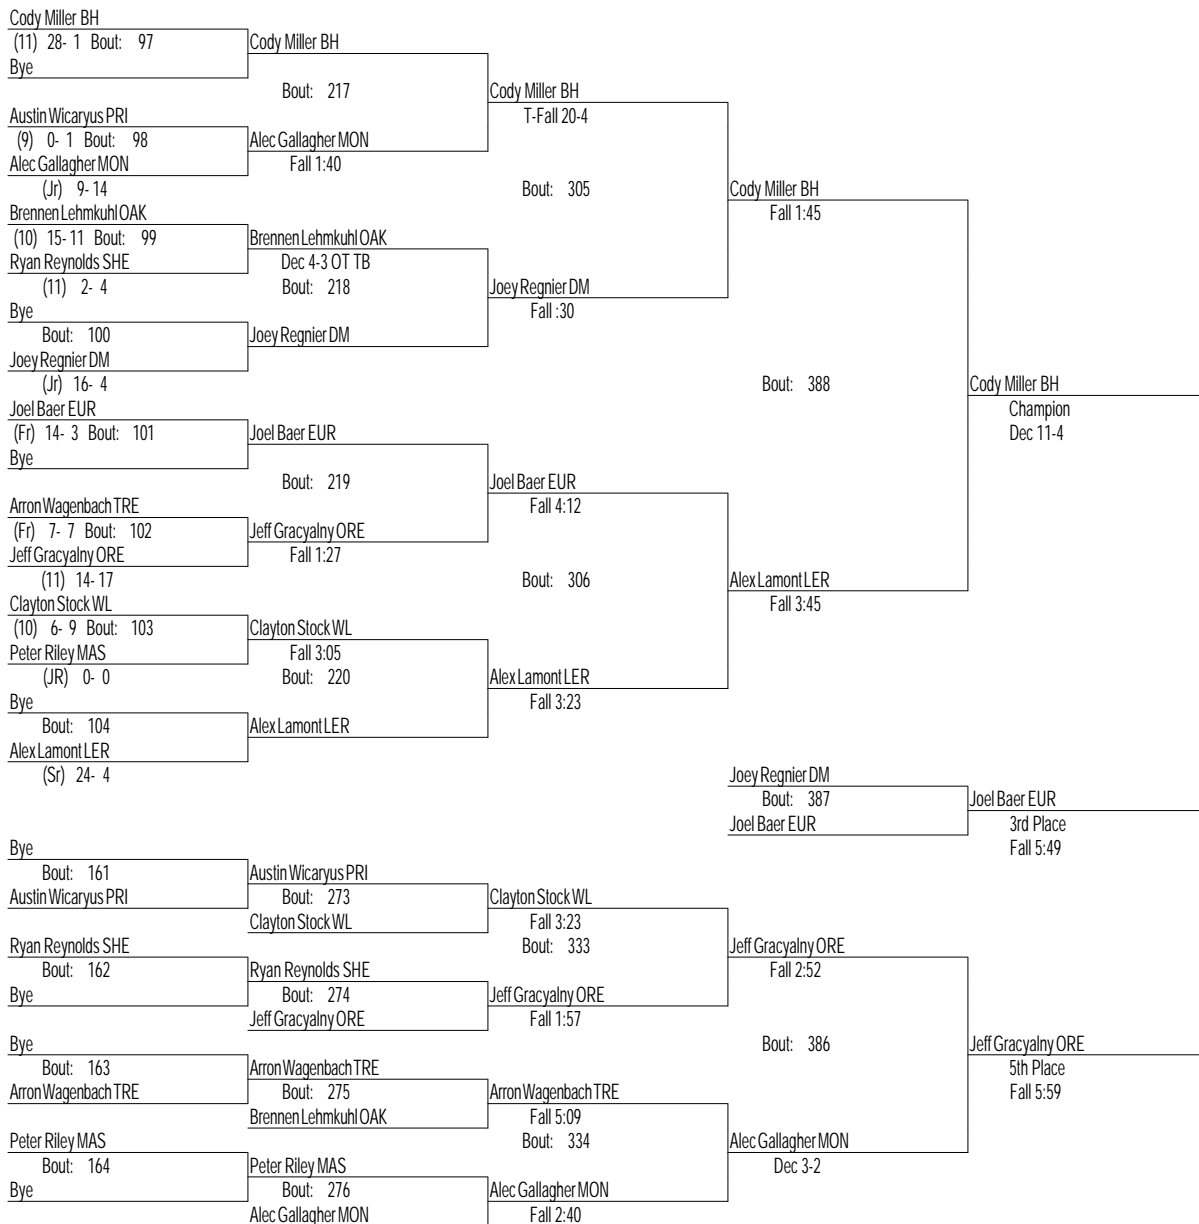 Cody Miller BH
(11) 28- 1 Bout: 97 Cody Miller BH
Bye
Bout: 217 Cody Miller BH
Austin Wicaryus PRI T-Fall 20-4
(9) 0- 1 Bout: 98 Alec Gallagher MON
Alec Gallagher MON Fall 1:40
(Jr) 9- 14 Bout: 305 Cody Miller BH
Brennen Lehmkuhl OAK Fall 1:45
(10) 15- 11 Bout: 99 Brennen Lehmkuhl OAK
Ryan Reynolds SHE Dec 4-3 OT TB
(11) 2- 4 Bout: 218 Joey Regnier DM
Bye Fall :30
Bout: 100 Joey Regnier DM
Joey Regnier DM
(Jr) 16- 4 Bout: 388 Cody Miller BH
Joel Baer EUR Champion
(Fr) 14- 3 Bout: 101 Joel Baer EUR Dec 11-4
Bye
Bout: 219 Joel Baer EUR
Arron Wagenbach TRE Fall 4:12
(Fr) 7- 7 Bout: 102 Jeff Gracyalny ORE
Jeff Gracyalny ORE Fall 1:27
(11) 14- 17 Bout: 306 Alex Lamont LER
Clayton Stock WL Fall 3:45
(10) 6- 9 Bout: 103 Clayton Stock WL
Peter Riley MAS Fall 3:05
(JR) 0- 0 Bout: 220 Alex Lamont LER
Bye Fall 3:23
Bout: 104 Alex Lamont LER
Alex Lamont LER
(Sr) 24- 4 Joey Regnier DM
Bout: 387 Joel Baer EUR
Joel Baer EUR 3rd Place
Bye Fall 5:49
Bout: 161 Austin Wicaryus PRI
Austin Wicaryus PRI Bout: 273 Clayton Stock WL
Clayton Stock WL Fall 3:23
Ryan Reynolds SHE Bout: 333 Jeff Gracyalny ORE
Bout: 162 Ryan Reynolds SHE Fall 2:52
Bye Bout: 274 Jeff Gracyalny ORE
Jeff Gracyalny ORE Fall 1:57
Bye Bout: 386 Jeff Gracyalny ORE
Bout: 163 Arron Wagenbach TRE 5th Place
Arron Wagenbach TRE Bout: 275 Arron Wagenbach TRE Fall 5:59
Brennen Lehmkuhl OAK Fall 5:09
Peter Riley MAS Bout: 334 Alec Gallagher MON
Bout: 164 Peter Riley MAS Dec 3-2
Bye Bout: 276 Alec Gallagher MON
Alec Gallagher MON Fall 2:40